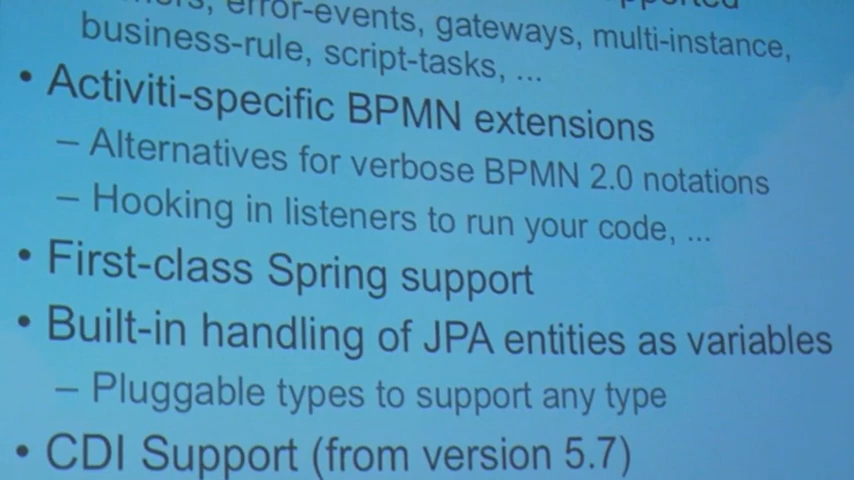 error-events, gateways, multi-instance,
business-rule, script-tasks, ...
• Activiti-specific BPMN extensions
– Alternatives for verbose BPMN 2.0 notations
– Hooking in listeners to run your code, ...
• First-class Spring support
• Built-in handling of JPA entities as variables
– Pluggable types to support any type
• CDI Support (from version 5.7)